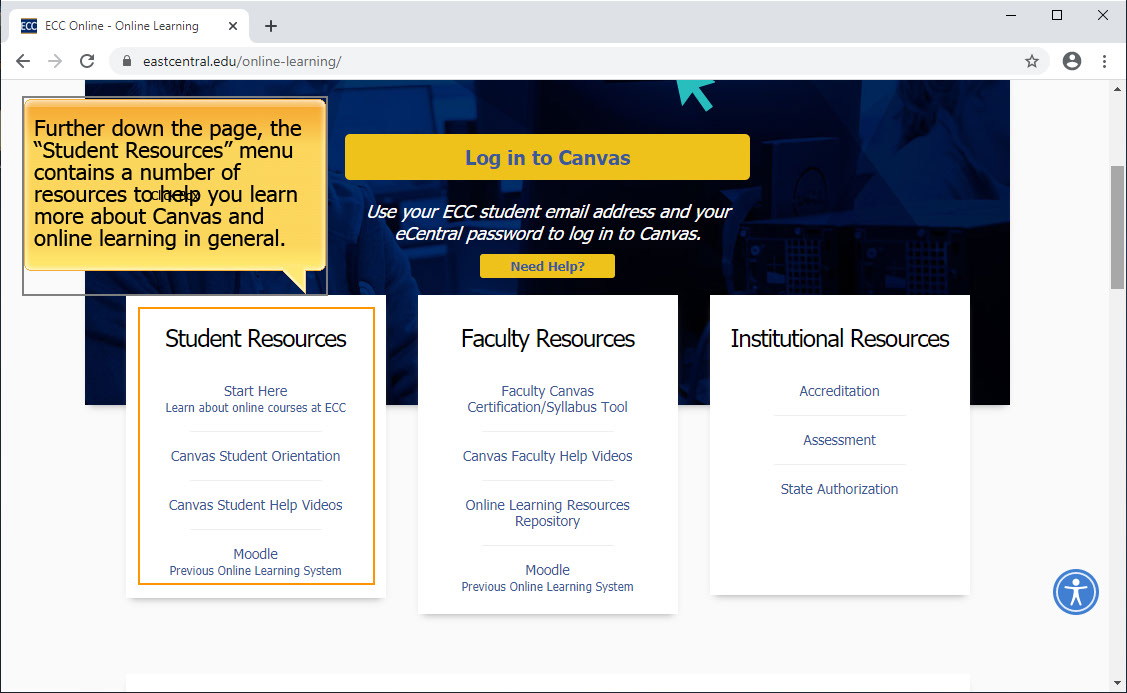 ECC
ECC Online - Online Learning
eastcentral.edu/online-learning/
Further down the page, the
“Student Resources” menu
contains a number of
resources to help you learn
more about Canvas and
online learning in general.
Log in to Canvas
Use your ECC student email address and your
eCentral password to log in to Canvas.
Need Help?
Student Resources
Start Here
Learn about online courses at ECC
Canvas Student Orientation
Canvas Student Help Videos
Moodle
Previous Online Learning System
Faculty Resources
Faculty Canvas
Certification/Syllabus Tool
Canvas Faculty Help Videos
Online Learning Resources
Repository
Moodle
Previous Online Learning System
Institutional Resources
Accreditation
Assessment
State Authorization